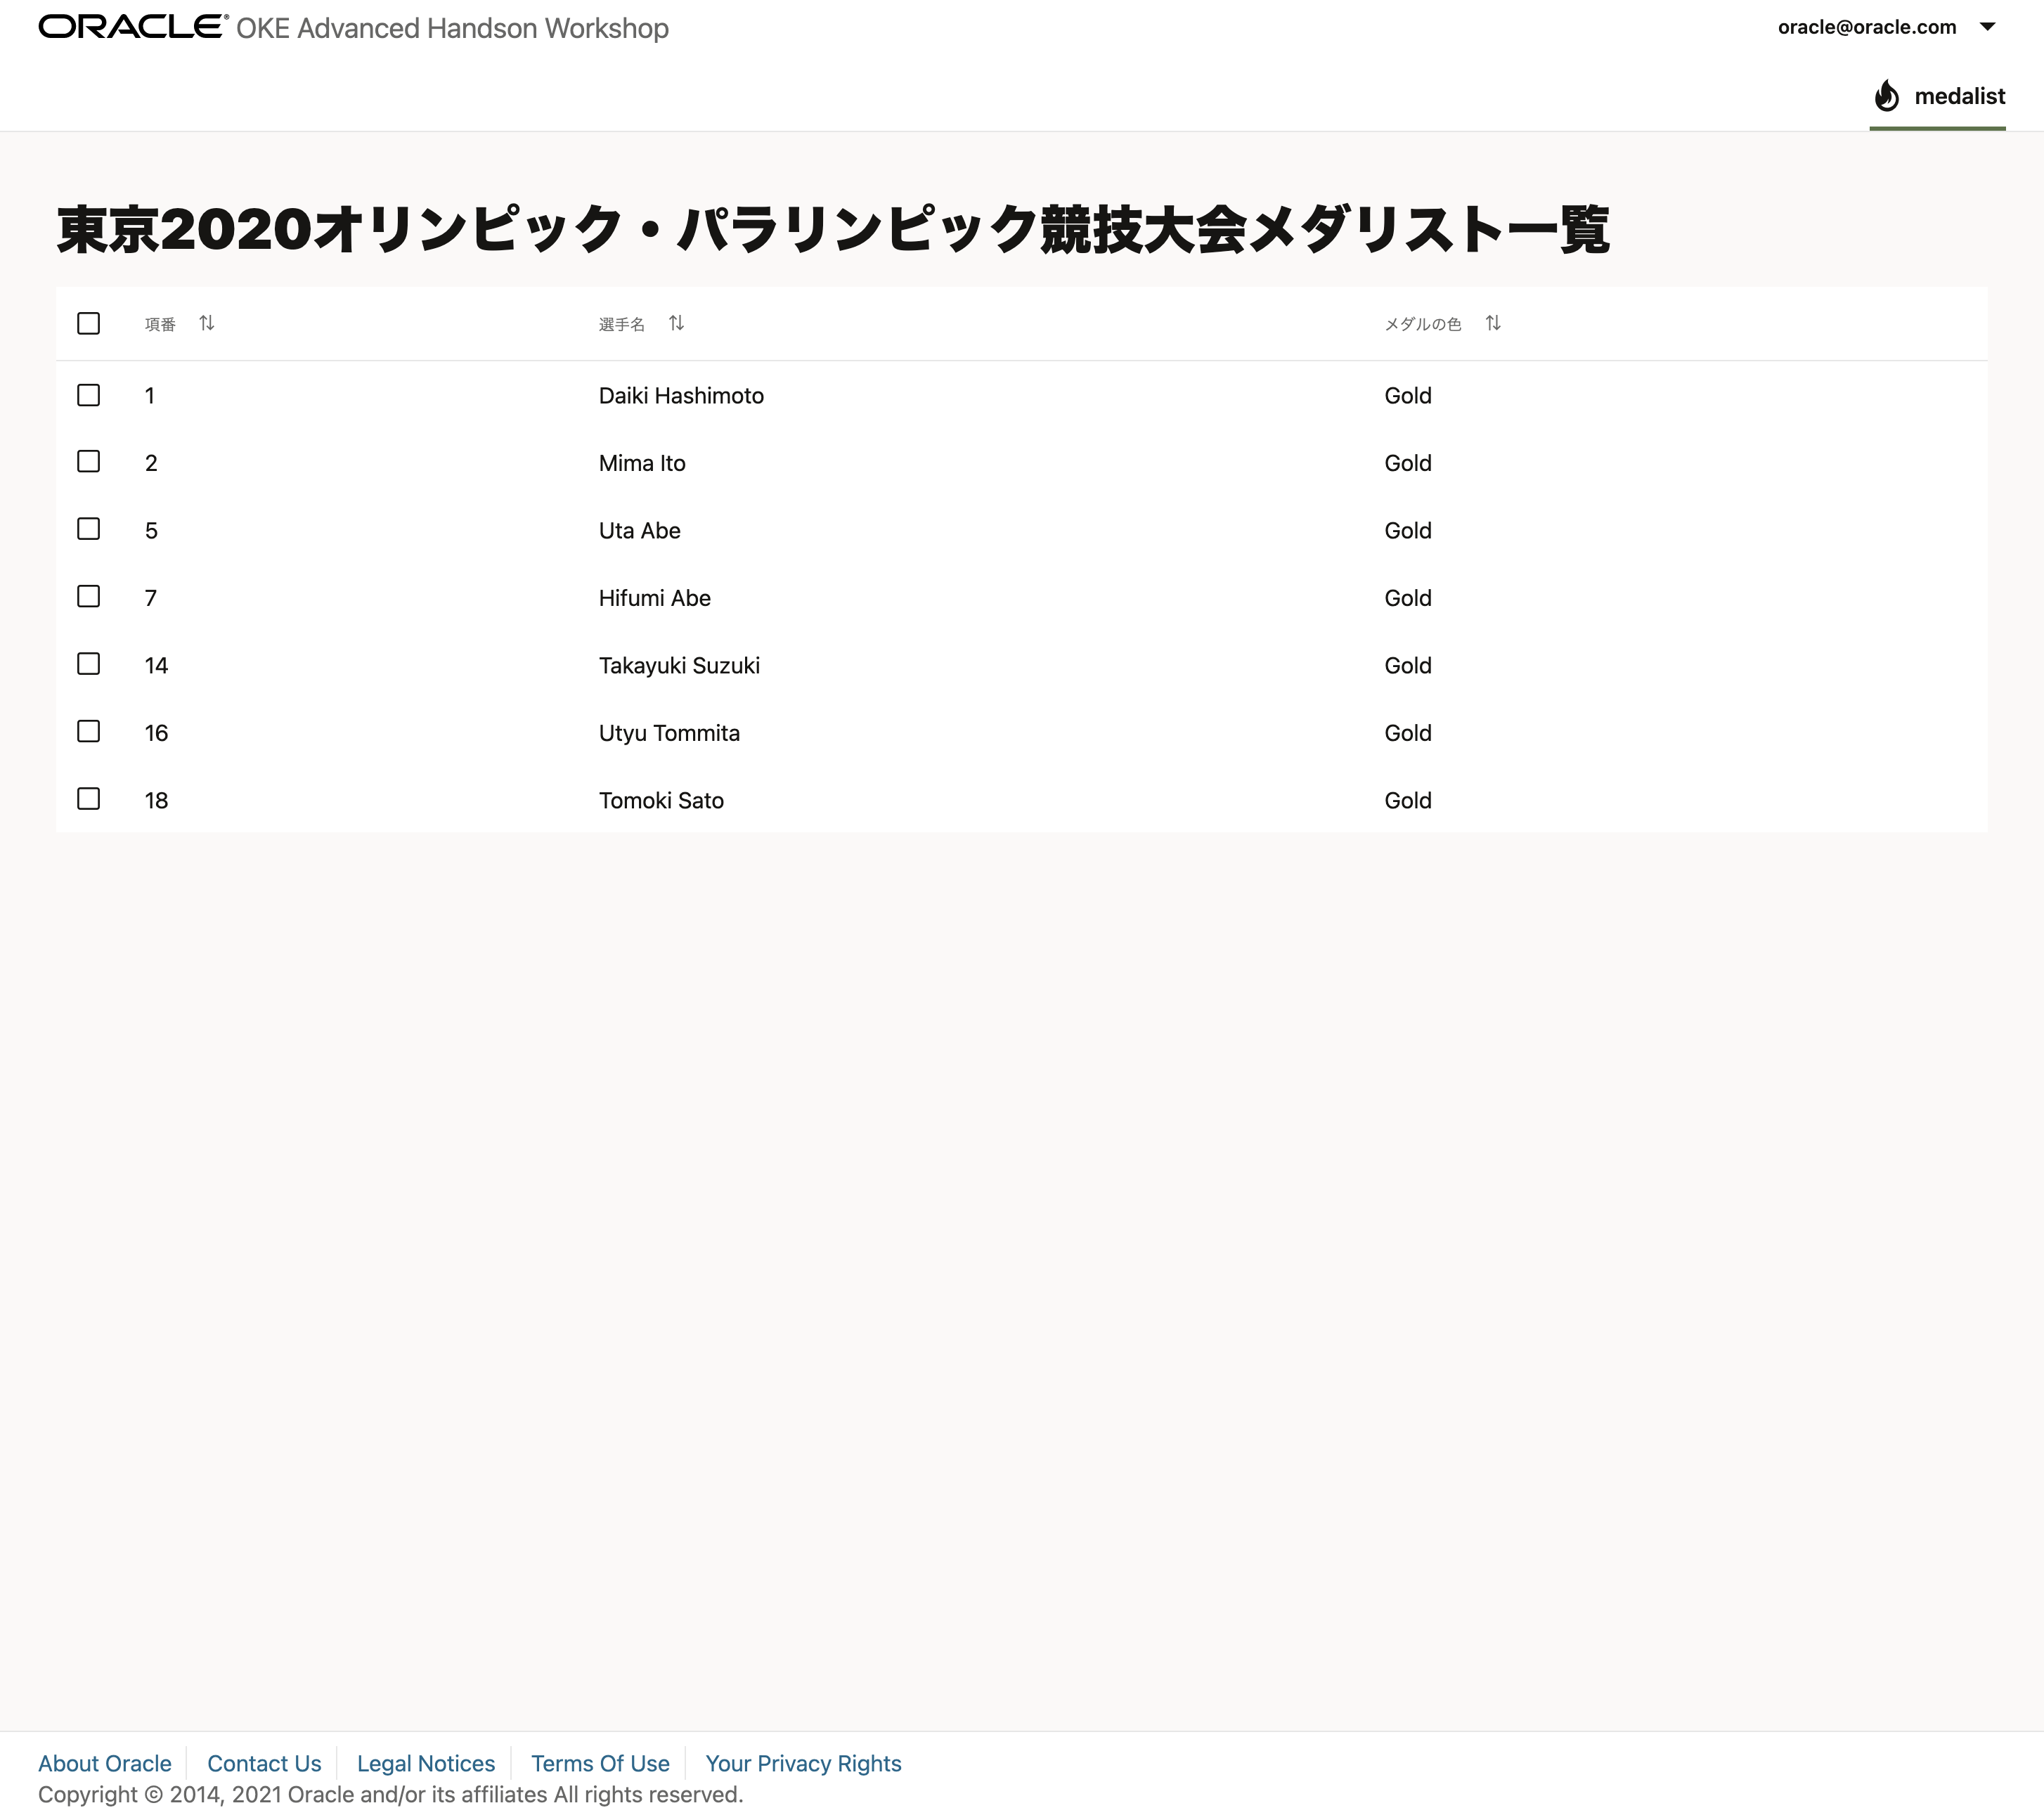 ORACLE® OKE Advanced Handson Workshop
oracle@oracle.com
medalist
東京2020オリンピック・パラリンピック競技大会メダリスト一覧
項番 選手名 メダルの色
1 Daiki Hashimoto Gold
2 Mima Ito Gold
5 Uta Abe Gold
7 Hifumi Abe Gold
14 Takayuki Suzuki Gold
16 Utyu Tommita Gold
18 Tomoki Sato Gold
About Oracle Contact Us Legal Notices Terms Of Use Your Privacy Rights
Copyright © 2014, 2021 Oracle and/or its affiliates All rights reserved.